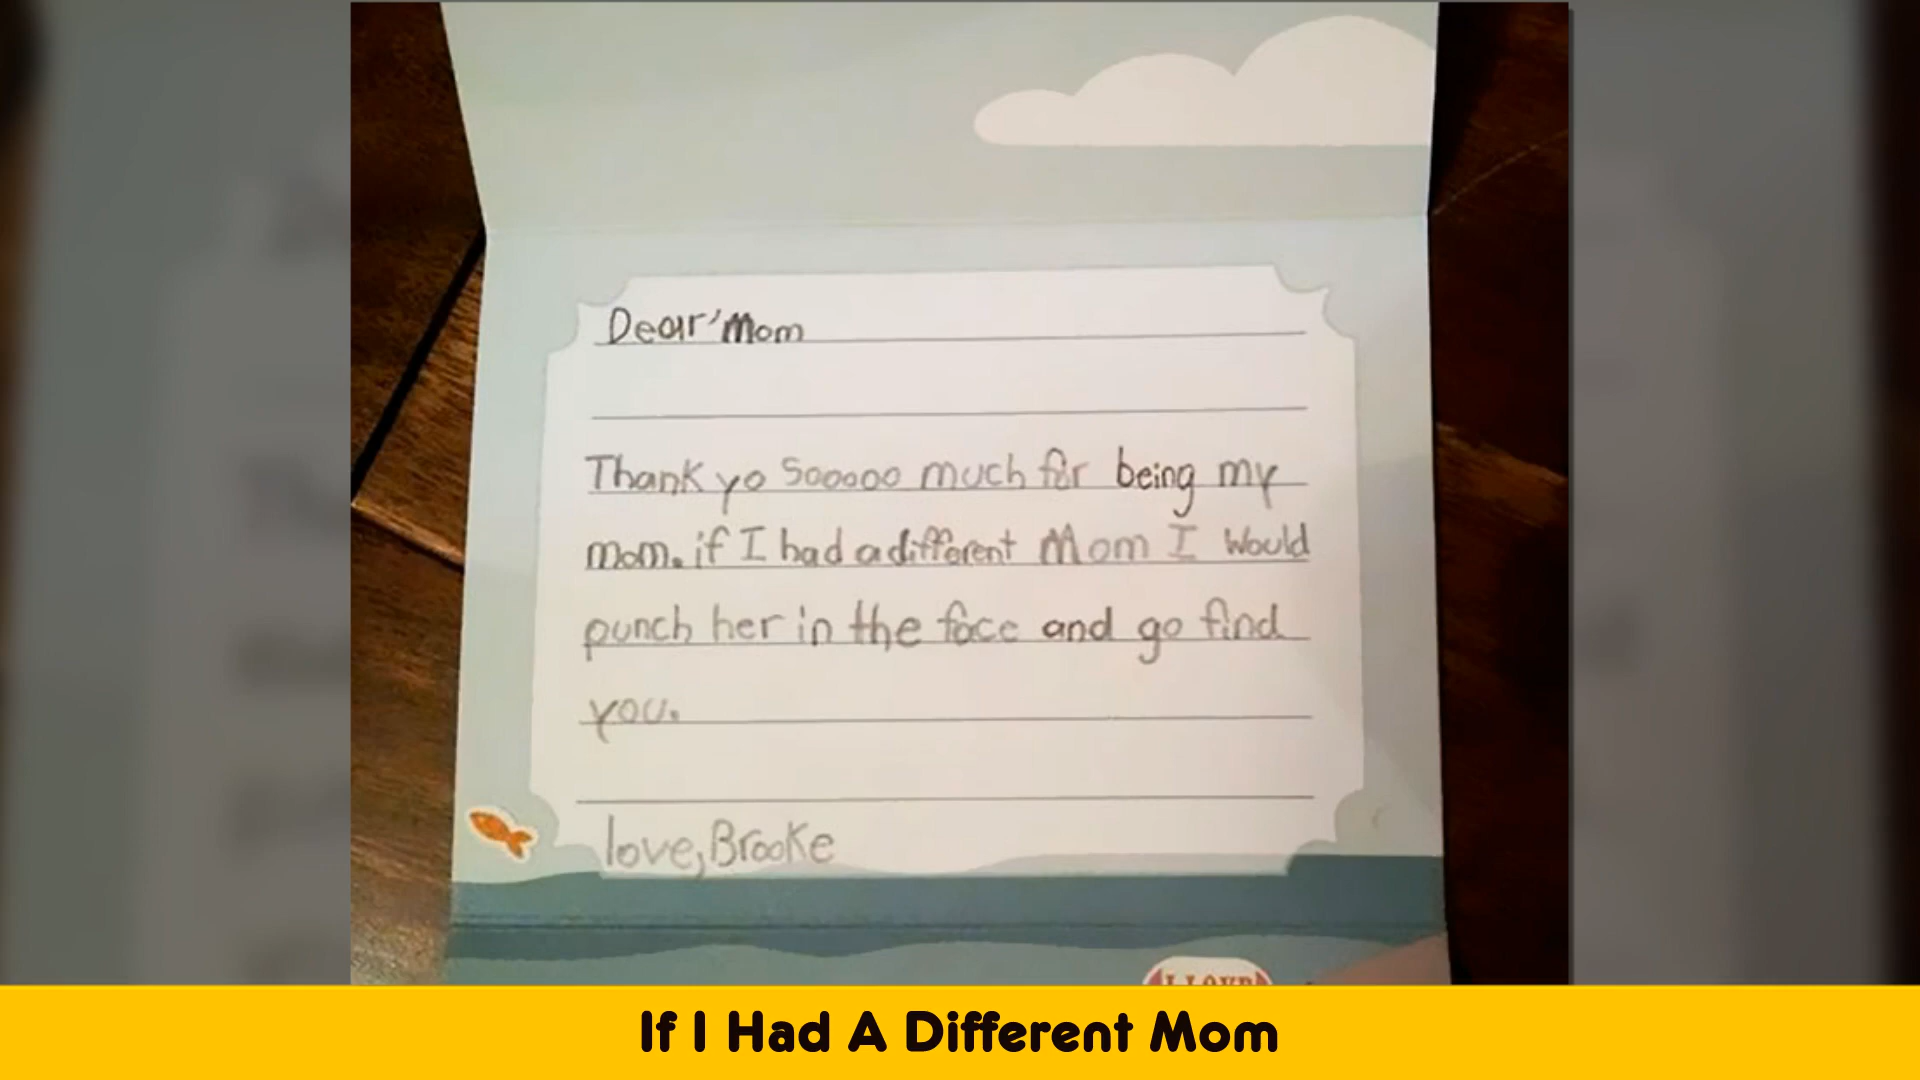 Dear'Mom
Thank yo Sooooo much for being my
mom. if I had a different Mom I would
punch her in the face and go find
you.
love, Brooke
If I Had A Different Mom